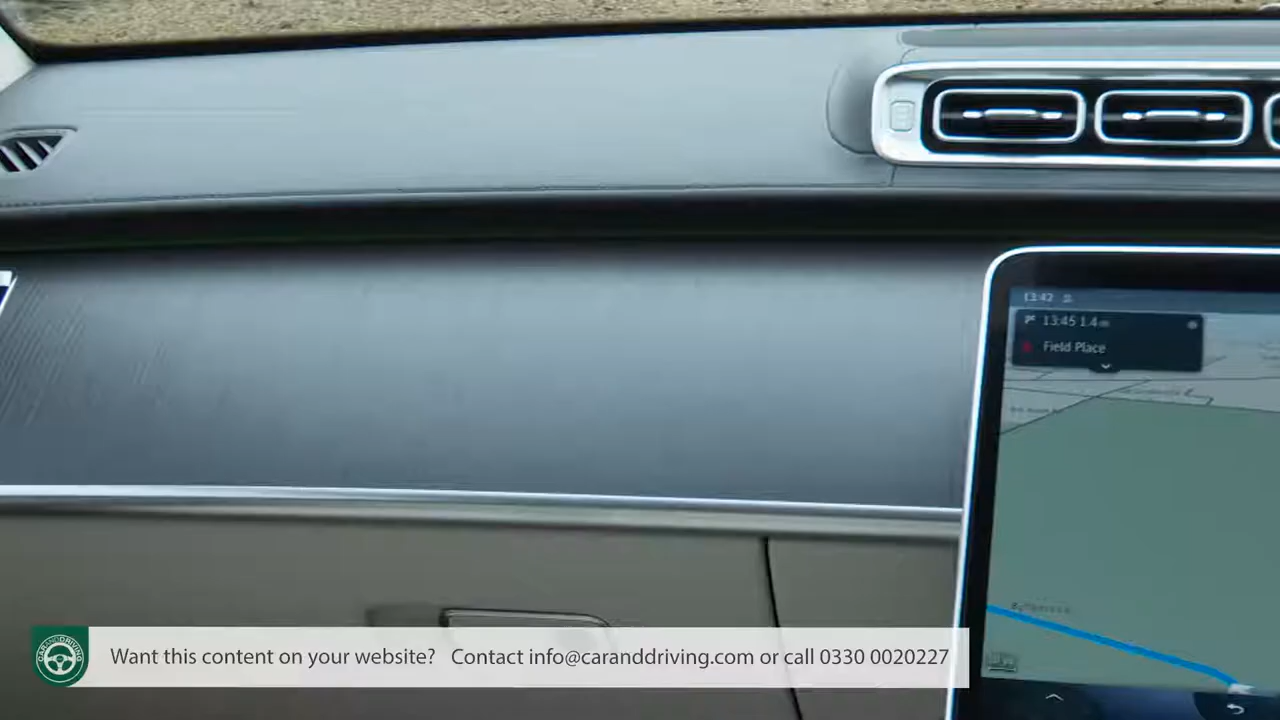 13:42
13:45 1.4
Field Place
CARANDDRIVING
Want this content on your website? Contact info@caranddriving.com or call 0330 0020227